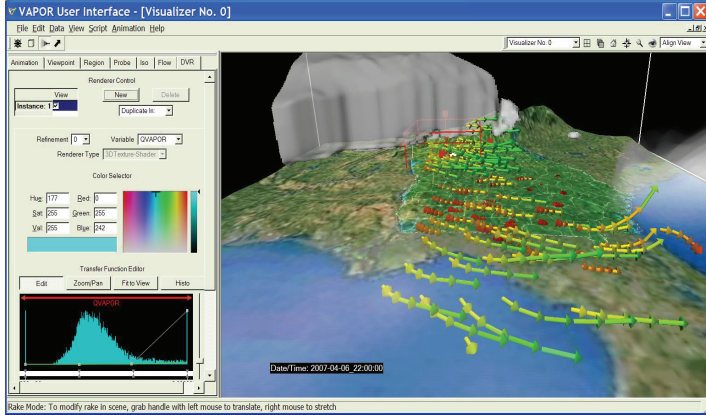 VAPOR User Interface - [Visualizer No. 0]
File Edit Data View Script Animation Help
Visualizer No. 0
Align View
Animation Viewpoint Region Probe Iso Flow DVR
Renderer Control
View
New
Delete
Instance: 1
Duplicate In:
Refinement 0 Variable QVAPOR
Renderer Type 3DTexture-Shader
Color Selector
Hue: 177 Red: 0
Sat: 255 Green: 255
Val: 255 Blue: 242
Transfer Function Editor
Edit Zoom/Pan Fit to View Histo
QVAPOR
Date/Time: 2007-04-06_22:00:00
Rake Mode: To modify rake in scene, grab handle with left mouse to translate, right mouse to stretch